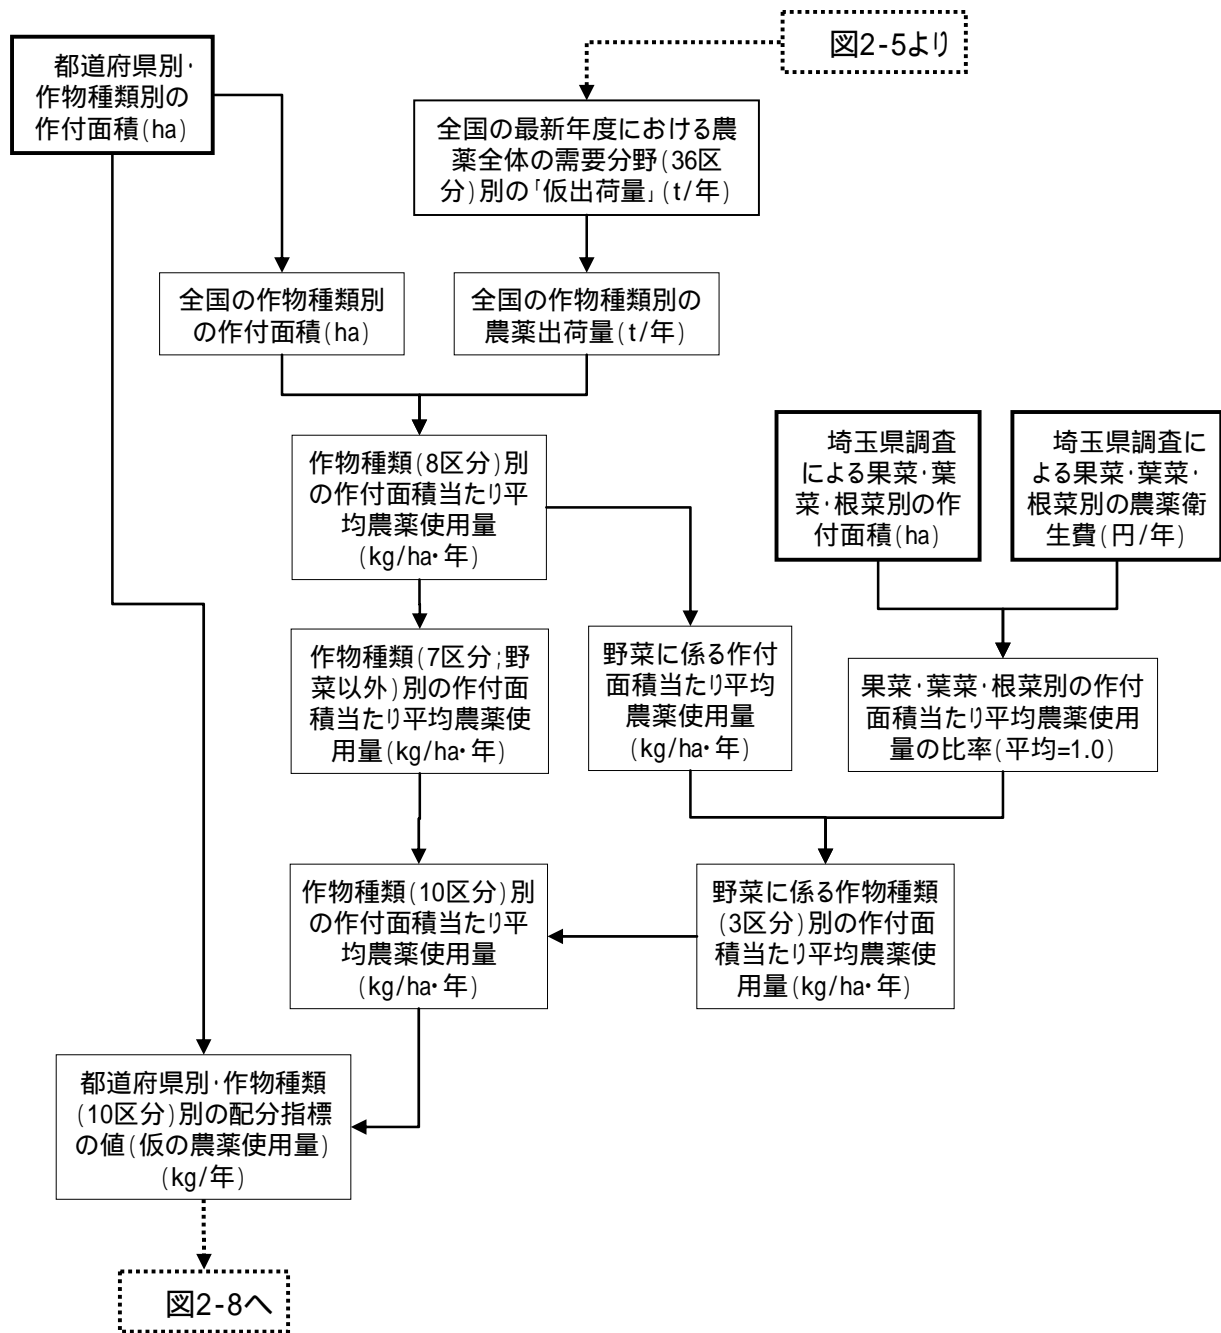 図2-5より
都道府県別・
作物種類別の
作付面積(ha)
全国の最新年度における農
薬全体の需要分野(36区
分)別の「仮出荷量」(t/年)
全国の作物種類別
の作付面積(ha)
全国の作物種類別の
農薬出荷量(t/年)
作物種類(8区分)別
の作付面積当たり平
均農薬使用量
(kg/ha・年)
埼玉県調査
による果菜・葉
菜・根菜別の作
付面積(ha)
埼玉県調査に
よる果菜・葉菜・
根菜別の農薬衛
生費(円/年)
作物種類(7区分;野
菜以外)別の作付面
積当たり平均農薬使
用量(kg/ha・年)
野菜に係る作付
面積当たり平均
農薬使用量
(kg/ha・年)
果菜・葉菜・根菜別の作付
面積当たり平均農薬使用
量の比率(平均=1.0)
作物種類(10区分)別
の作付面積当たり平
均農薬使用量
(kg/ha・年)
野菜に係る作物種類
(3区分)別の作付面
積当たり平均農薬使
用量(kg/ha・年)
都道府県別・作物種類
(10区分)別の配分指標
の値(仮の農薬使用量)
(kg/年)
図2-8へ